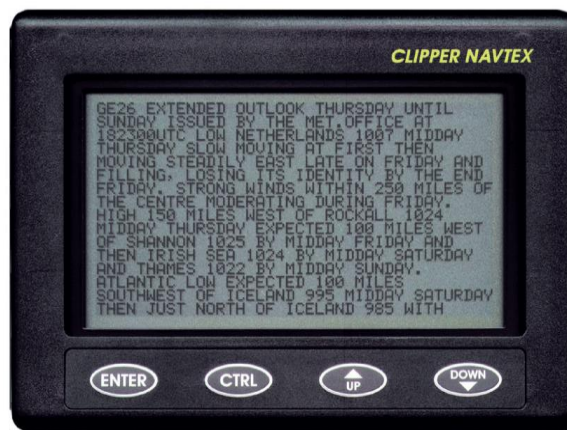 CLIPPER NAVTEX
GE26 EXTENDED OUTLOOK THURSDAY UNTIL
SUNDAY ISSUED BY THE MET.OFFICE AT
182300UTC LOW NETHERLANDS 1007 MIDDAY
THURSDAY SLOW MOVING AT FIRST THEN
MOVING STEADILY EAST LATE ON FRIDAY AND
FILLING, LOSING ITS IDENTITY BY THE END
FRIDAY. STRONG WINDS WITHIN 250 MILES OF
THE CENTRE MODERATING DURING FRIDAY.
HIGH 150 MILES WEST OF ROCKALL 1024
MIDDAY THURSDAY EXPECTED 100 MILES WEST
OF SHANNON 1025 BY MIDDAY FRIDAY AND
THEN IRISH SEA 1024 BY MIDDAY SATURDAY
AND THAMES 1022 BY MIDDAY SUNDAY.
ATLANTIC LOW EXPECTED 100 MILES
SOUTHWEST OF ICELAND 995 MIDDAY SATURDAY
THEN JUST NORTH OF ICELAND 985 WITH
ENTER CTRL UP DOWN